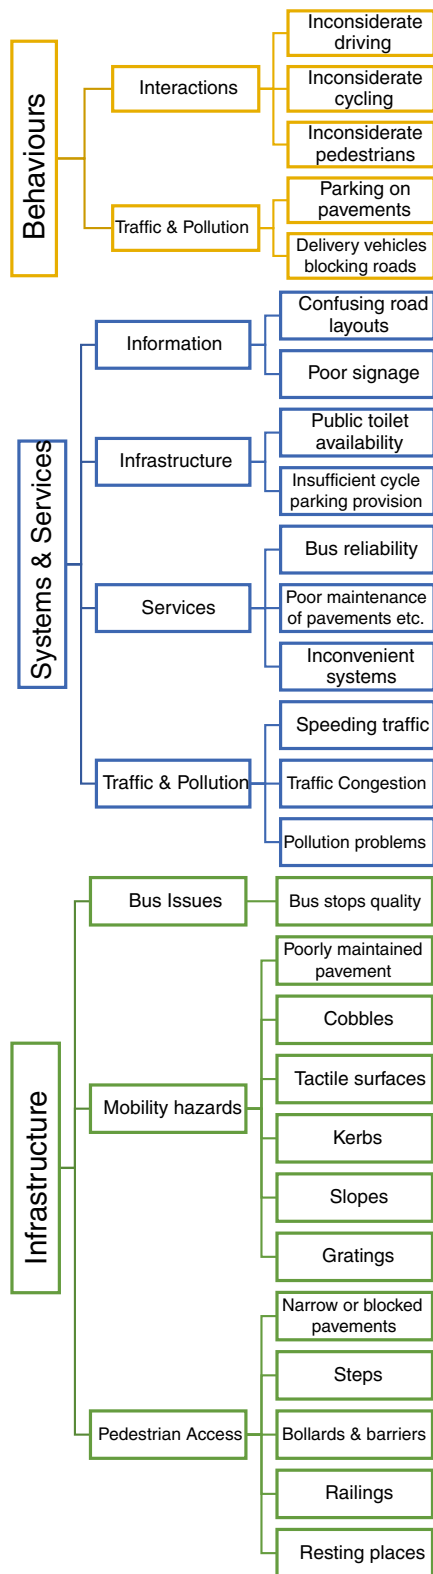 Behaviours
Interactions
Inconsiderate
driving
Inconsiderate
cycling
Inconsiderate
pedestrians
Traffic & Pollution
Parking on
pavements
Delivery vehicles
blocking roads
Systems & Services
Information
Confusing road
layouts
Poor signage
Infrastructure
Public toilet
availability
Insufficient cycle
parking provision
Services
Bus reliability
Poor maintenance
of pavements etc.
Inconvenient
systems
Traffic & Pollution
Speeding traffic
Traffic Congestion
Pollution problems
Infrastructure
Bus Issues
Bus stops quality
Mobility hazards
Poorly maintained
pavement
Cobbles
Tactile surfaces
Kerbs
Slopes
Gratings
Pedestrian Access
Narrow or blocked
pavements
Steps
Bollards & barriers
Railings
Resting places